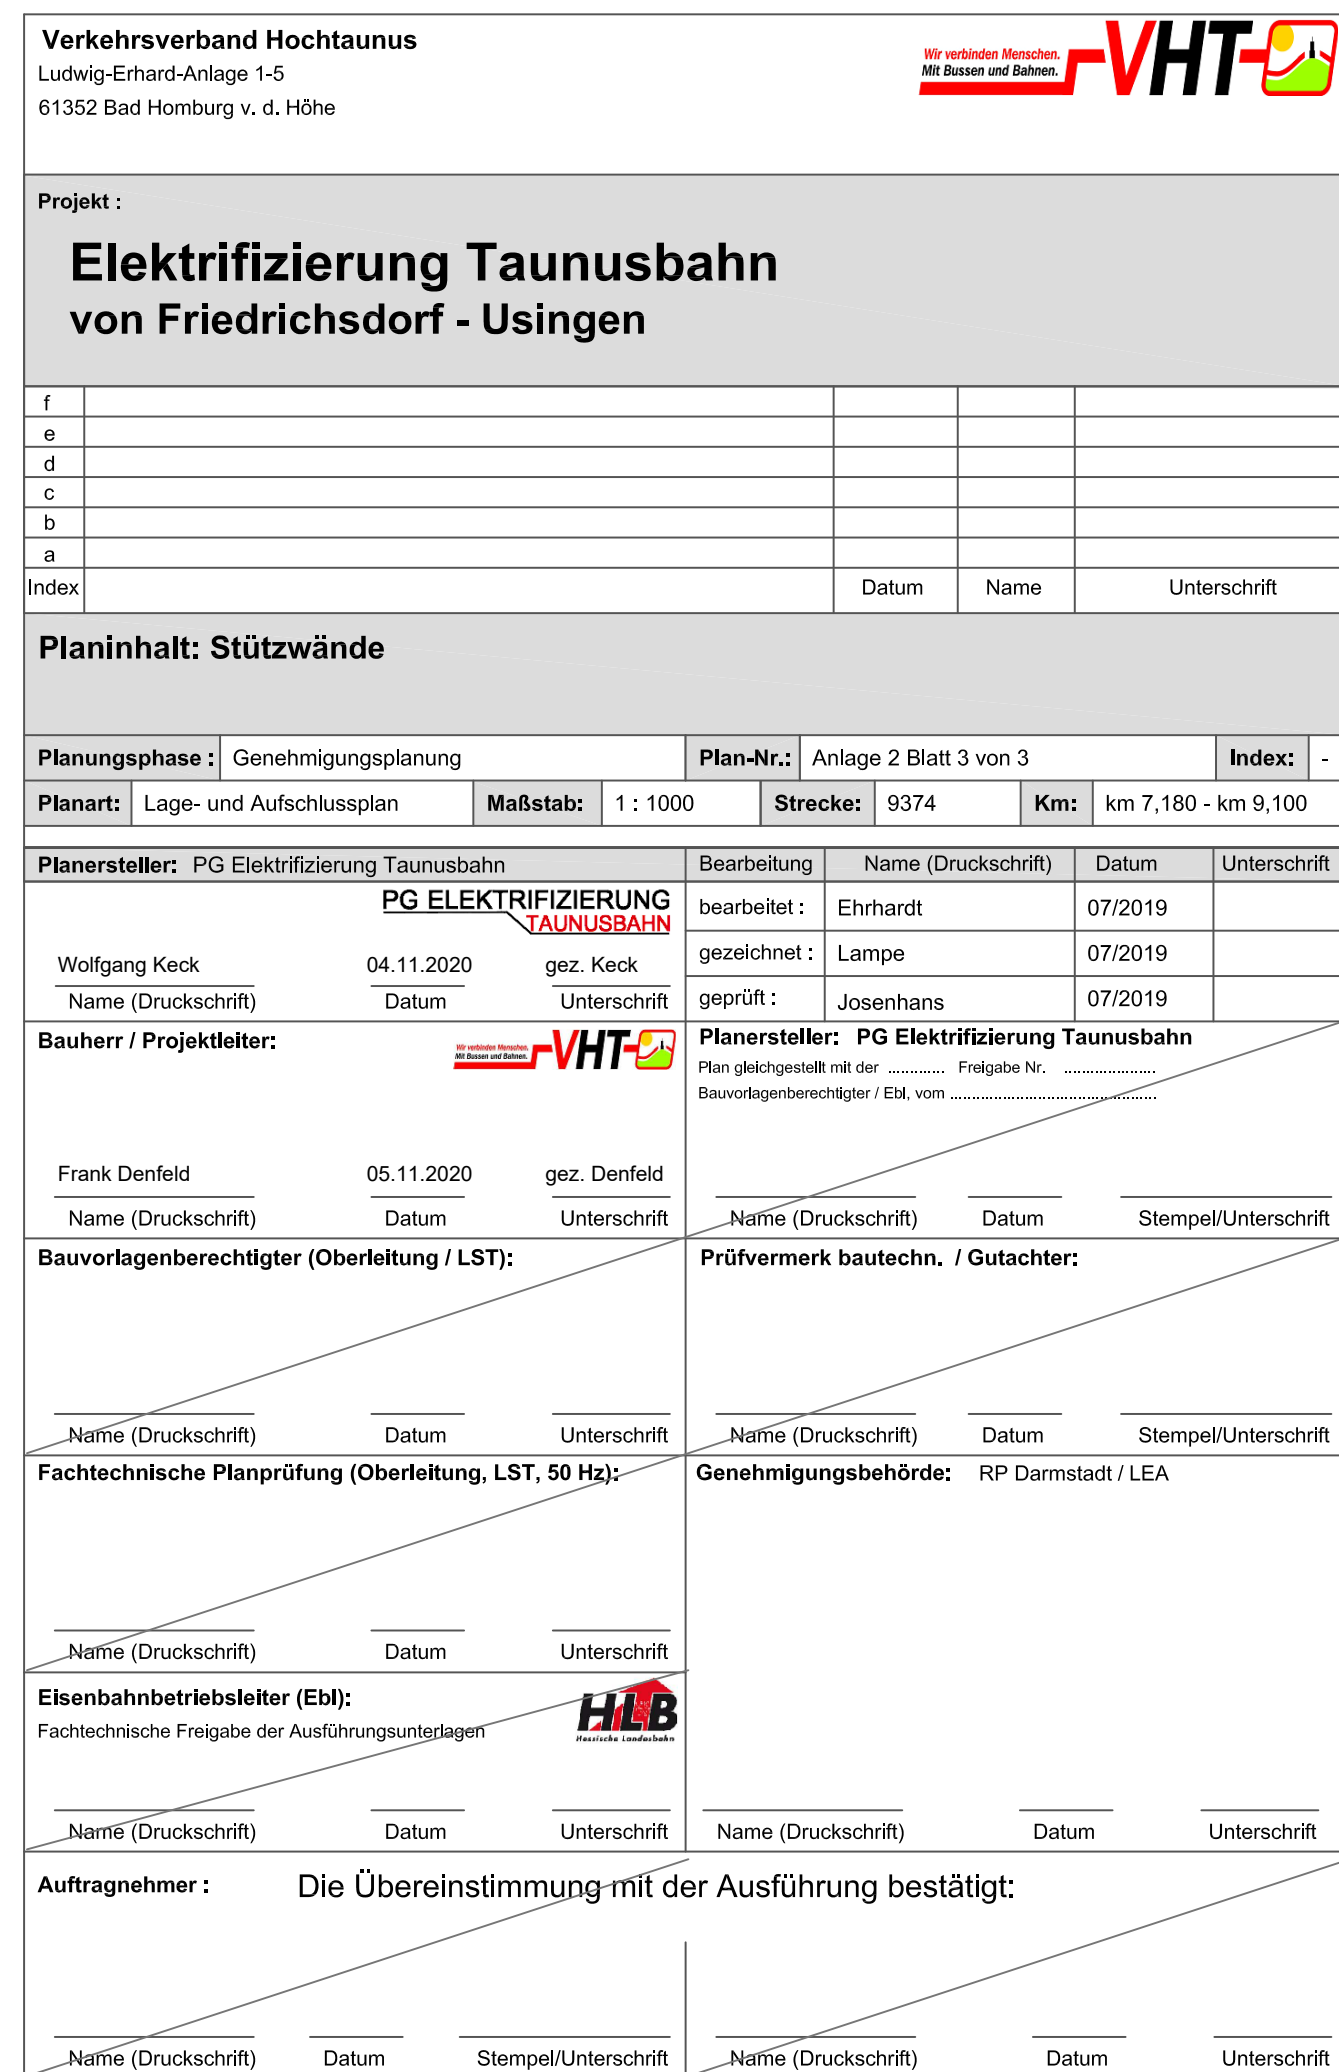 Verkehrsverband Hochtaunus
Ludwig-Erhard-Anlage 1-5
61352 Bad Homburg v. d. Höhe
Wir verbinden Menschen.
Mit Bussen und Bahnen.
VHT
Projekt :
Elektrifizierung Taunusbahn
von Friedrichsdorf - Usingen
f
e
d
c
b
a
Index Datum Name Unterschrift
Planinhalt: Stützwände
Planungsphase : Genehmigungsplanung Plan-Nr.: Anlage 2 Blatt 3 von 3 Index: -
Planart: Lage- und Aufschlussplan Maßstab: 1 : 1000 Strecke: 9374 Km: km 7,180 - km 9,100
Planersteller: PG Elektrifizierung Taunusbahn Bearbeitung Name (Druckschrift) Datum Unterschrift
PG ELEKTRIFIZIERUNG
TAUNUSBAHN
bearbeitet : Ehrhardt 07/2019
gezeichnet : Lampe 07/2019
Wolfgang Keck 04.11.2020 gez. Keck
Name (Druckschrift) Datum Unterschrift
geprüft : Josenhans 07/2019
Bauherr / Projektleiter:
Wir verbinden Menschen.
Mit Bussen und Bahnen.
VHT
Planersteller: PG Elektrifizierung Taunusbahn
Plan gleichgestellt mit der ............ Freigabe Nr. ...................
Bauvorlagenberechtigter / Ebl, vom ...........................................
Frank Denfeld 05.11.2020 gez. Denfeld
Name (Druckschrift) Datum Unterschrift Name (Druckschrift) Datum Stempel/Unterschrift
Bauvorlagenberechtigter (Oberleitung / LST): Prüfvermerk bautechn. / Gutachter:
Name (Druckschrift) Datum Unterschrift Name (Druckschrift) Datum Stempel/Unterschrift
Fachtechnische Planprüfung (Oberleitung, LST, 50 Hz): Genehmigungsbehörde: RP Darmstadt / LEA
Name (Druckschrift) Datum Unterschrift
Eisenbahnbetriebsleiter (Ebl):
Fachtechnische Freigabe der Ausführungsunterlagen
HLB
Hessische Landesbahn
Name (Druckschrift) Datum Unterschrift Name (Druckschrift) Datum Unterschrift
Auftragnehmer : Die Übereinstimmung mit der Ausführung bestätigt:
Name (Druckschrift) Datum Stempel/Unterschrift Name (Druckschrift) Datum Unterschrift